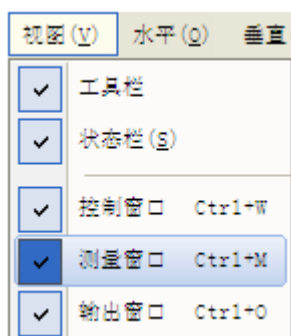 视图(V) 水平(O) 垂直
工具栏
状态栏(S)
控制窗口 Ctrl+W
测量窗口 Ctrl+M
输出窗口 Ctrl+O